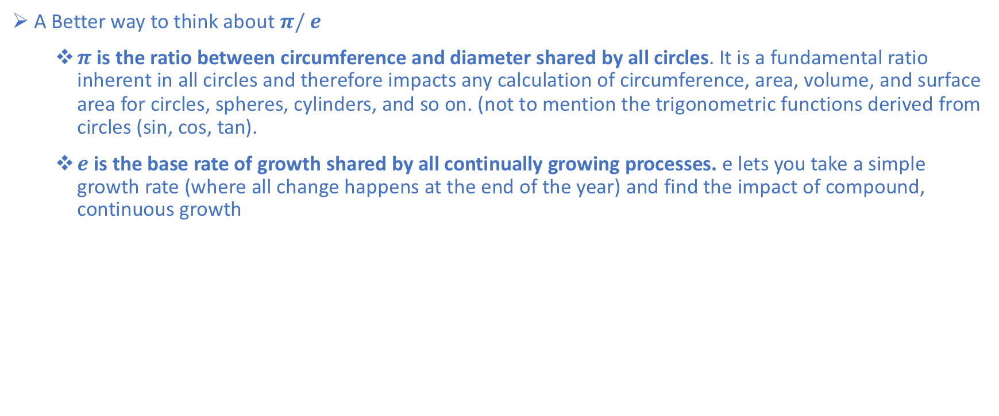 ➢ A Better way to think about π/ e
❖ π is the ratio between circumference and diameter shared by all circles. It is a fundamental ratio
inherent in all circles and therefore impacts any calculation of circumference, area, volume, and surface
area for circles, spheres, cylinders, and so on. (not to mention the trigonometric functions derived from
circles (sin, cos, tan).
❖ e is the base rate of growth shared by all continually growing processes. e lets you take a simple
growth rate (where all change happens at the end of the year) and find the impact of compound,
continuous growth